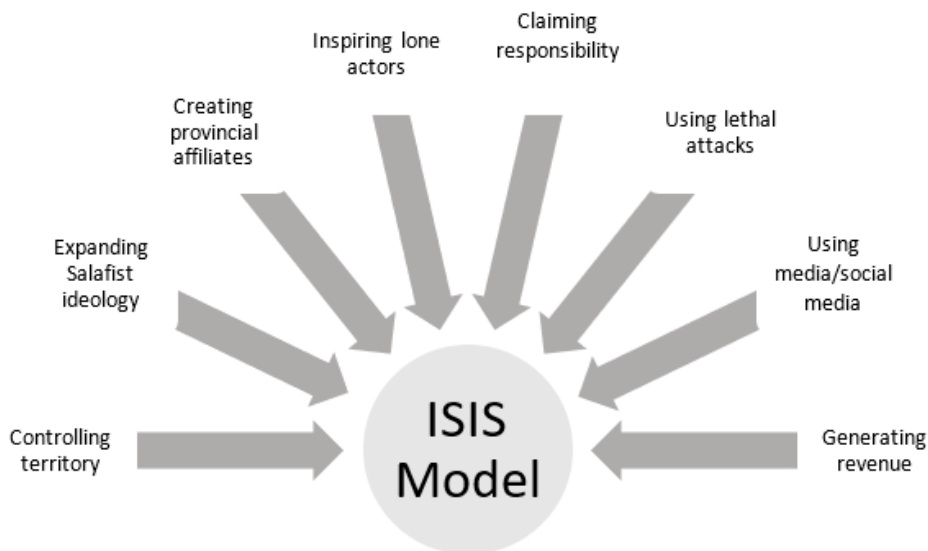 Claiming
responsibility
Inspiring lone
actors
Creating
provincial
affiliates
Using lethal
attacks
Expanding
Salafist
ideology
Using
media/social
media
Controlling
territory
ISIS
Model
Generating
revenue